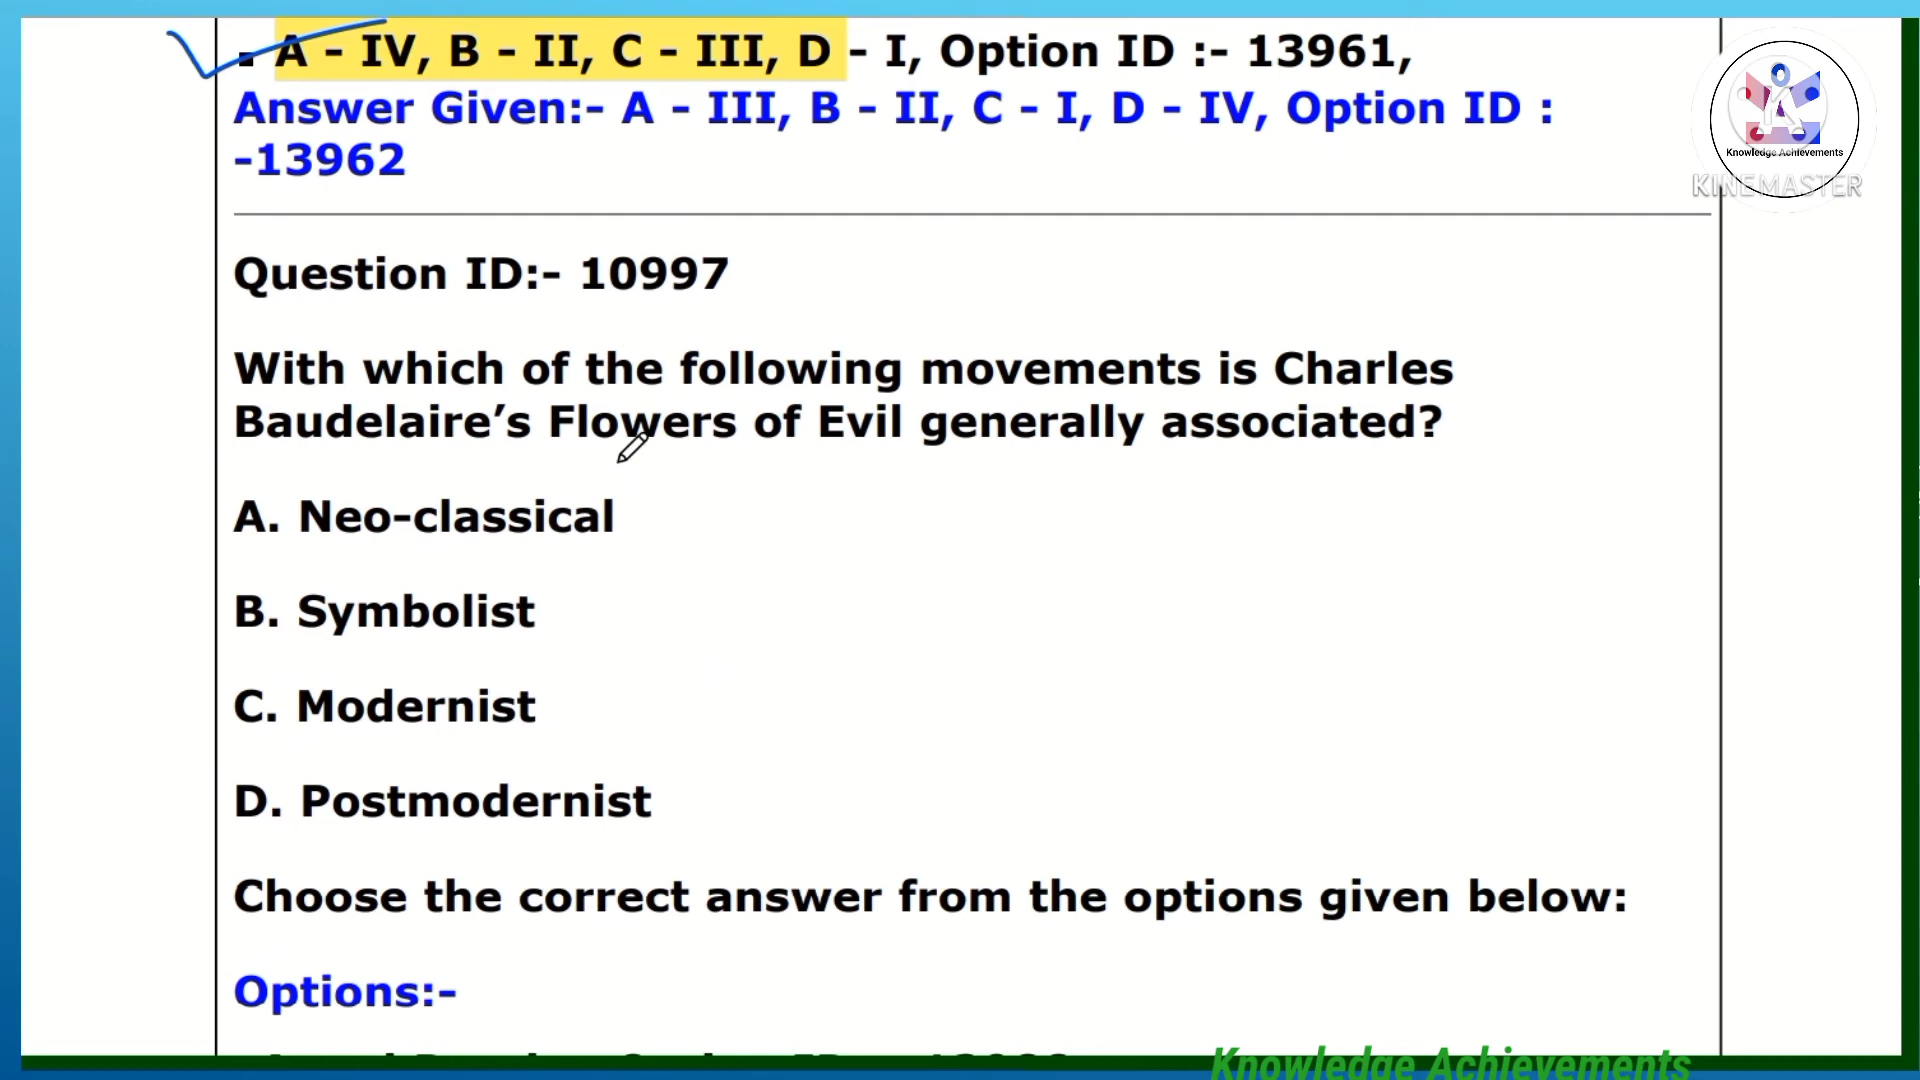 - A - IV, B - II, C - III, D - I, Option ID :- 13961,
Answer Given:- A - III, B - II, C - I, D - IV, Option ID :
-13962
Knowledge Achievements
KINEMASTER
Question ID:- 10997
With which of the following movements is Charles
Baudelaire’s Flowers of Evil generally associated?
A. Neo-classical
B. Symbolist
C. Modernist
D. Postmodernist
Choose the correct answer from the options given below:
Options:-
Knowledge Achievements